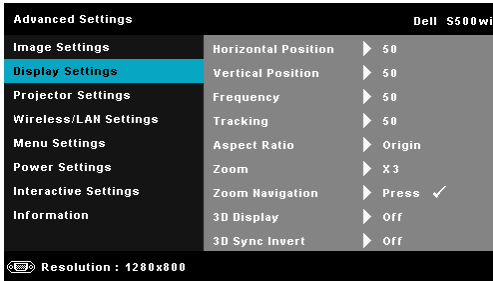 Advanced Settings Dell S500wi
Image Settings
Display Settings
Projector Settings
Wireless/LAN Settings
Menu Settings
Power Settings
Interactive Settings
Information
Horizontal Position 50
Vertical Position 50
Frequency 50
Tracking 50
Aspect Ratio Origin
Zoom X3
Zoom Navigation Press ✓
3D Display Off
3D Sync Invert Off
Resolution : 1280x800